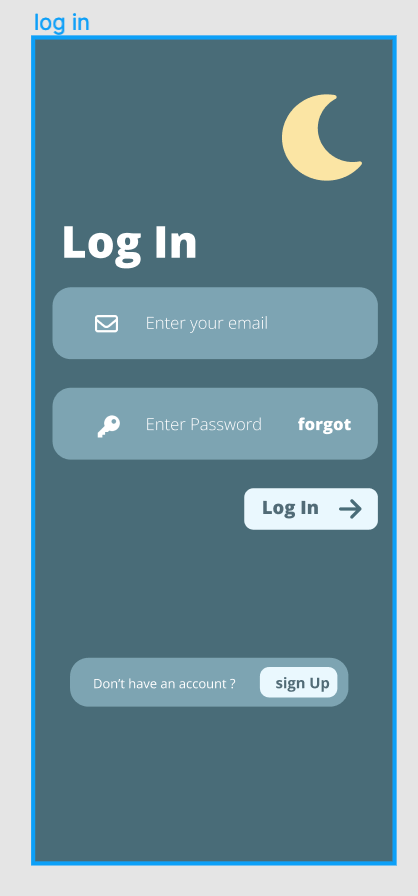 log in
Log In
Enter your email
Enter Password forgot
Log In
Don't have an account ? sign Up